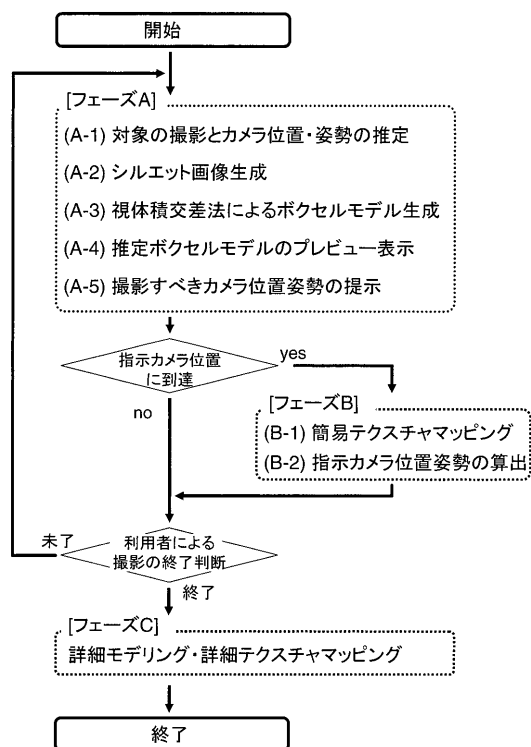 開始
[フェーズA]
(A-1) 対象の撮影とカメラ位置・姿勢の推定
(A-2) シルエット画像生成
(A-3) 視体積交差法によるボクセルモデル生成
(A-4) 推定ボクセルモデルのプレビュー表示
(A-5) 撮影すべきカメラ位置姿勢の提示
指示カメラ位置
に到達
yes
no
[フェーズB]
(B-1) 簡易テクスチャマッピング
(B-2) 指示カメラ位置姿勢の算出
未了
利用者による
撮影の終了判断
終了
[フェーズC]
詳細モデリング・詳細テクスチャマッピング
終了